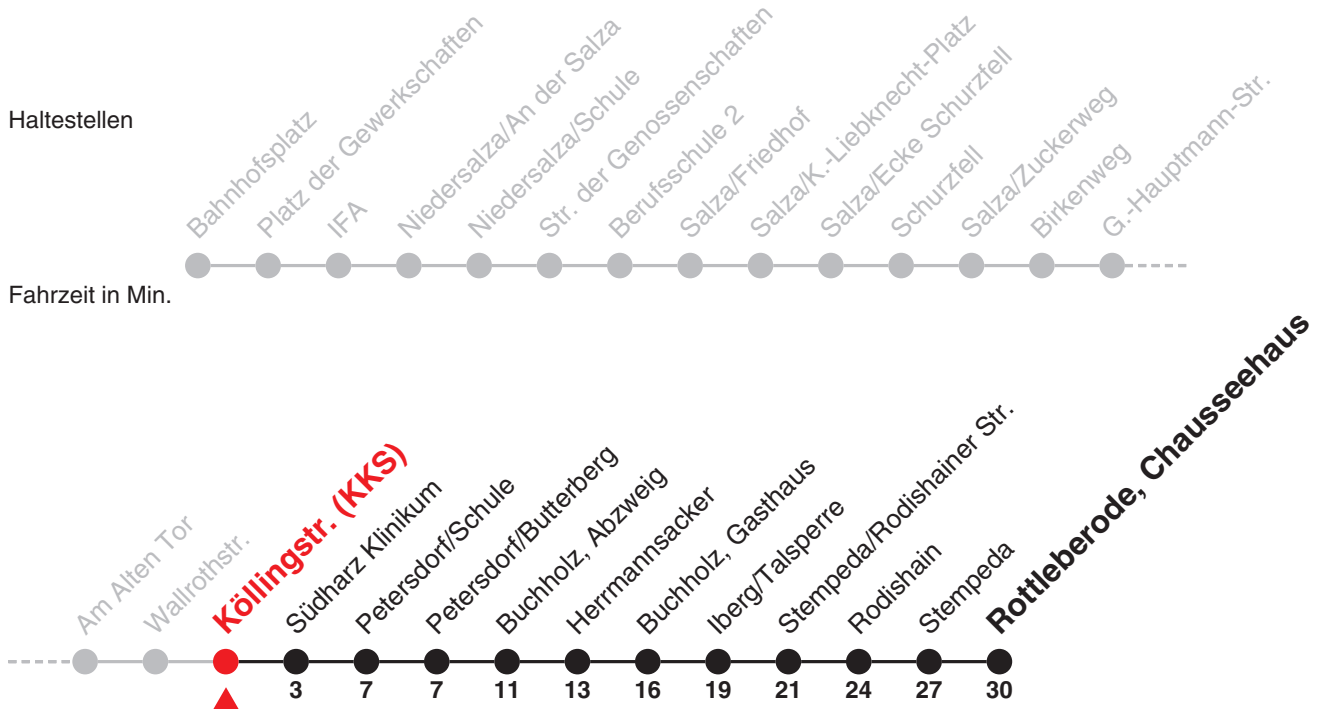 Haltestellen
Bahnhofsplatz
Platz der Gewerkschaften
IFA
Niedersalza/An der Salza
Niedersalza/Schule
Str. der Genossenschaften
Berufsschule 2
Salza/Friedhof
Salza/K.-Liebknecht-Platz
Salza/Ecke Schurzfell
Schurzfell
Salza/Zuckerweg
Birkenweg
G.-Hauptmann-Str.
Fahrzeit in Min.
Am Alten Tor
Wallrothstr.
Köllingstr. (KKS)
Südharz Klinikum
Petersdorf/Schule
Petersdorf/Butterberg
Buchholz, Abzweig
Herrmannsacker
Buchholz, Gasthaus
Iberg/Talsperre
Stempeda/Rodishainer Str.
Rodishain
Stempeda
Rottleberode, Chausseehaus
3 7 7 11 13 16 19 21 24 27 30